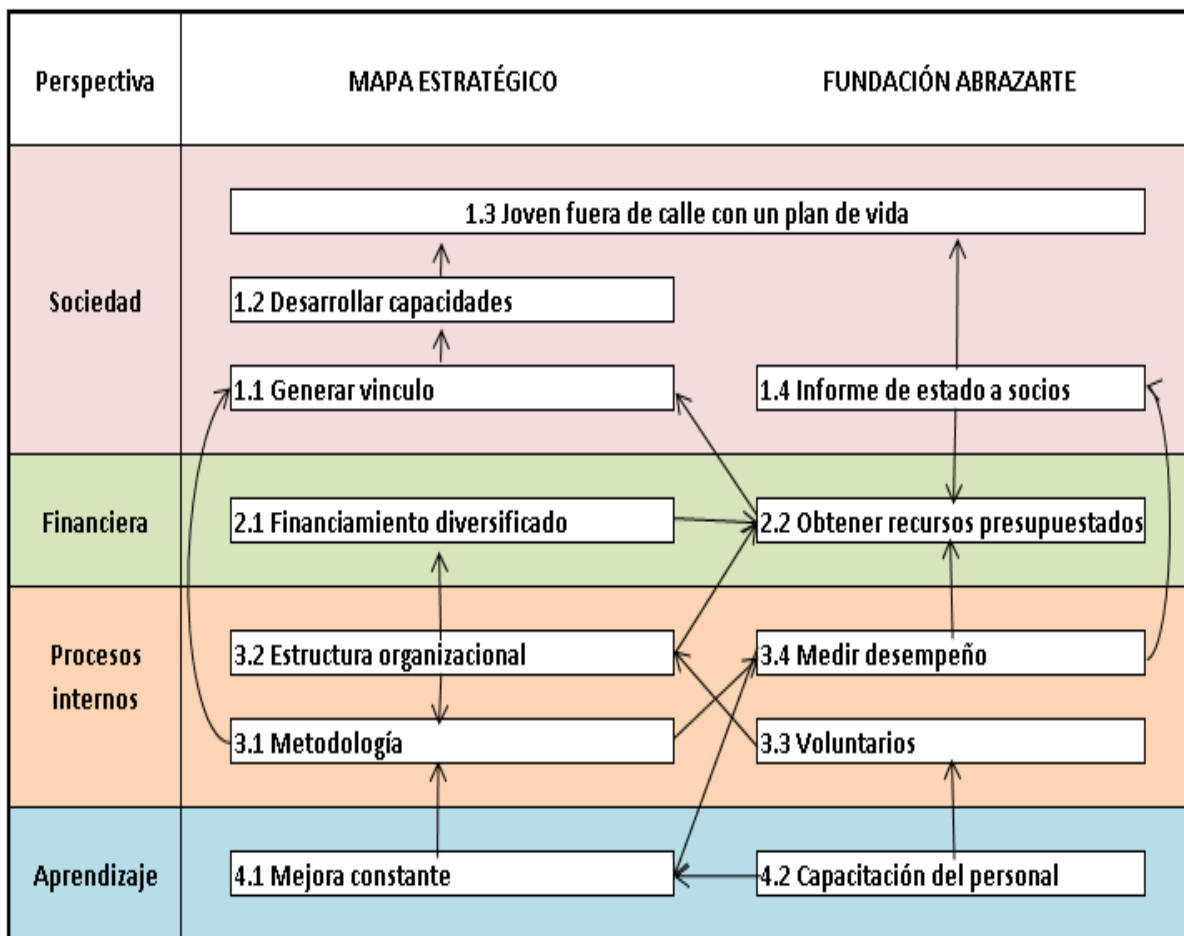 Perspectiva
MAPA ESTRATÉGICO
FUNDACIÓN ABRAZARTE
Sociedad
1.3 Joven fuera de calle con un plan de vida
1.2 Desarrollar capacidades
1.1 Generar vinculo
1.4 Informe de estado a socios
Financiera
2.1 Financiamiento diversificado
2.2 Obtener recursos presupuestados
Procesos
internos
3.2 Estructura organizacional
3.4 Medir desempeño
3.1 Metodología
3.3 Voluntarios
Aprendizaje
4.1 Mejora constante
4.2 Capacitación del personal